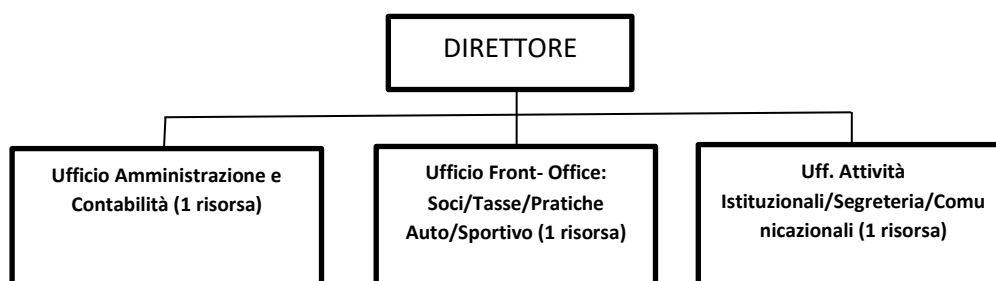 DIRETTORE
Ufficio Amministrazione e
Contabilità (1 risorsa)
Ufficio Front- Office:
Soci/Tasse/Pratiche
Auto/Sportivo (1 risorsa)
Uff. Attività
Istituzionali/Segreteria/Comu
nicazionali (1 risorsa)